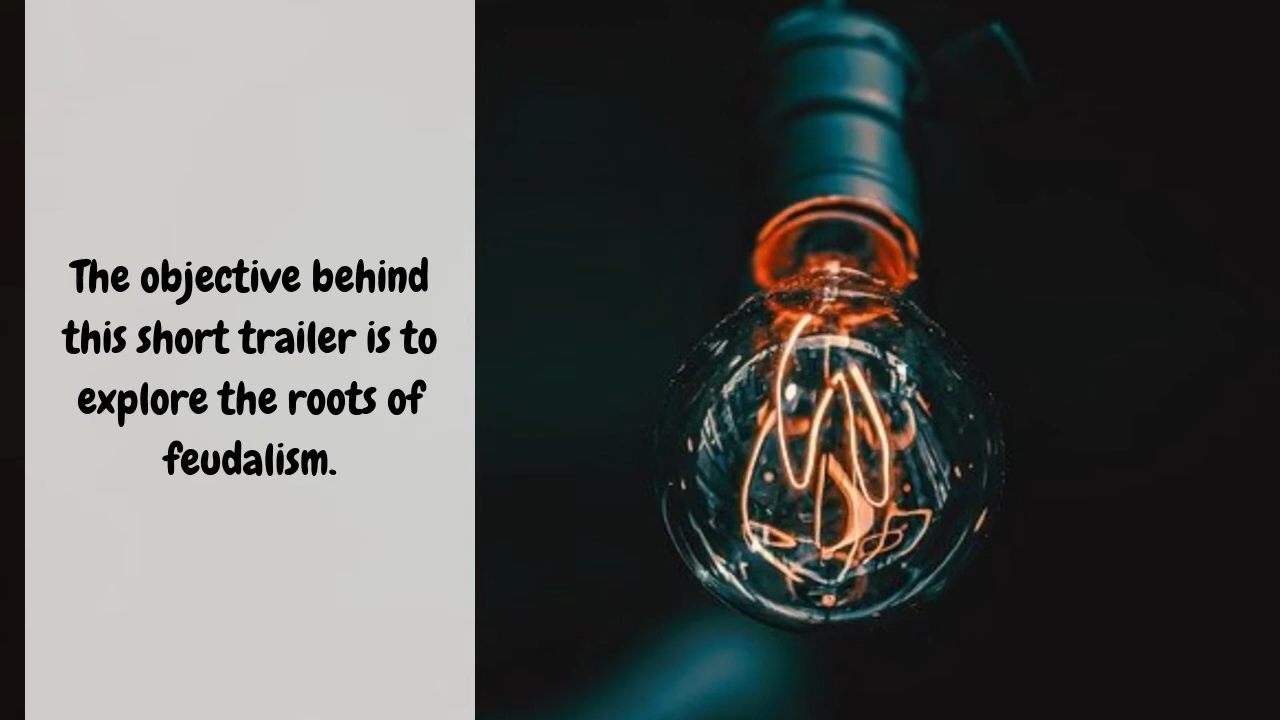 The objective behind
this short trailer is to
explore the roots of
feudalism.